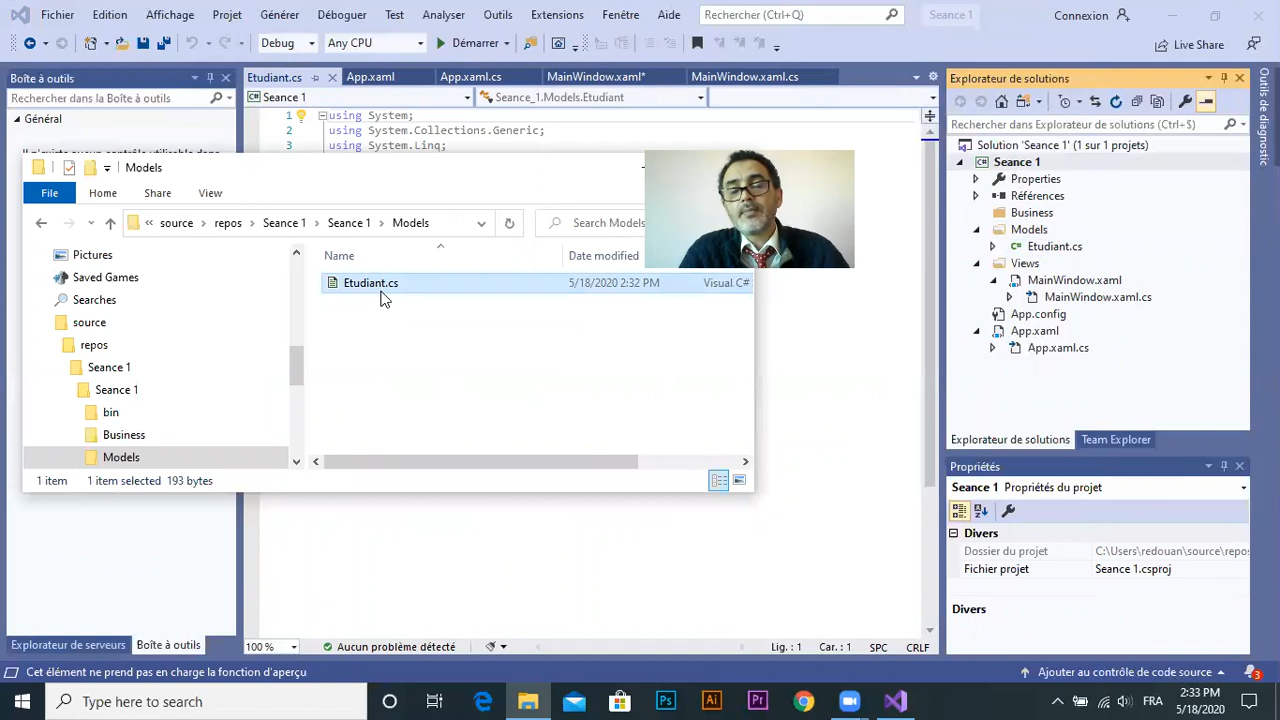 Fichier Edition Affichage Projet Générer Déboguer Test Analyser Outils Extensions Fenêtre Aide Rechercher (Ctrl+Q) Seance 1 Connexion
Debug Any CPU Démarrer Live Share
Boîte à outils
Rechercher dans la Boîte à outils
Général
Etudiant.cs App.xaml App.xaml.cs MainWindow.xaml* MainWindow.xaml.cs
Seance 1 Seance_1.Models.Etudiant
1 using System;
2 using System.Collections.Generic;
3 using System.Linq;
Models
File Home Share View
source › repos › Seance 1 › Seance 1 › Models Search Models
Name Date modified
Etudiant.cs 5/18/2020 2:32 PM Visual C#
Pictures
Saved Games
Searches
source
repos
Seance 1
Seance 1
bin
Business
Models
1 item 1 item selected 193 bytes
Explorateur de solutions
Rechercher dans Explorateur de solutions (Ctrl+$)
Solution 'Seance 1' (1 sur 1 projets)
C# Seance 1
Properties
Références
Business
Models
Etudiant.cs
Views
MainWindow.xaml
MainWindow.xaml.cs
App.config
App.xaml
App.xaml.cs
Explorateur de solutions Team Explorer
Propriétés
Seance 1 Propriétés du projet
Divers
Dossier du projet C:\Users\redouan\source\repos
Fichier projet Seance 1.csproj
Divers
Outils de diagnostic
Explorateur de serveurs Boîte à outils
100 % Aucun problème détecté Lig. : 1 Car. : 1 SPC CRLF
Cet élément ne prend pas en charge la fonction d'aperçu Ajouter au contrôle de code source 3
Type here to search Ps Ai Pr FRA 2:33 PM
5/18/2020